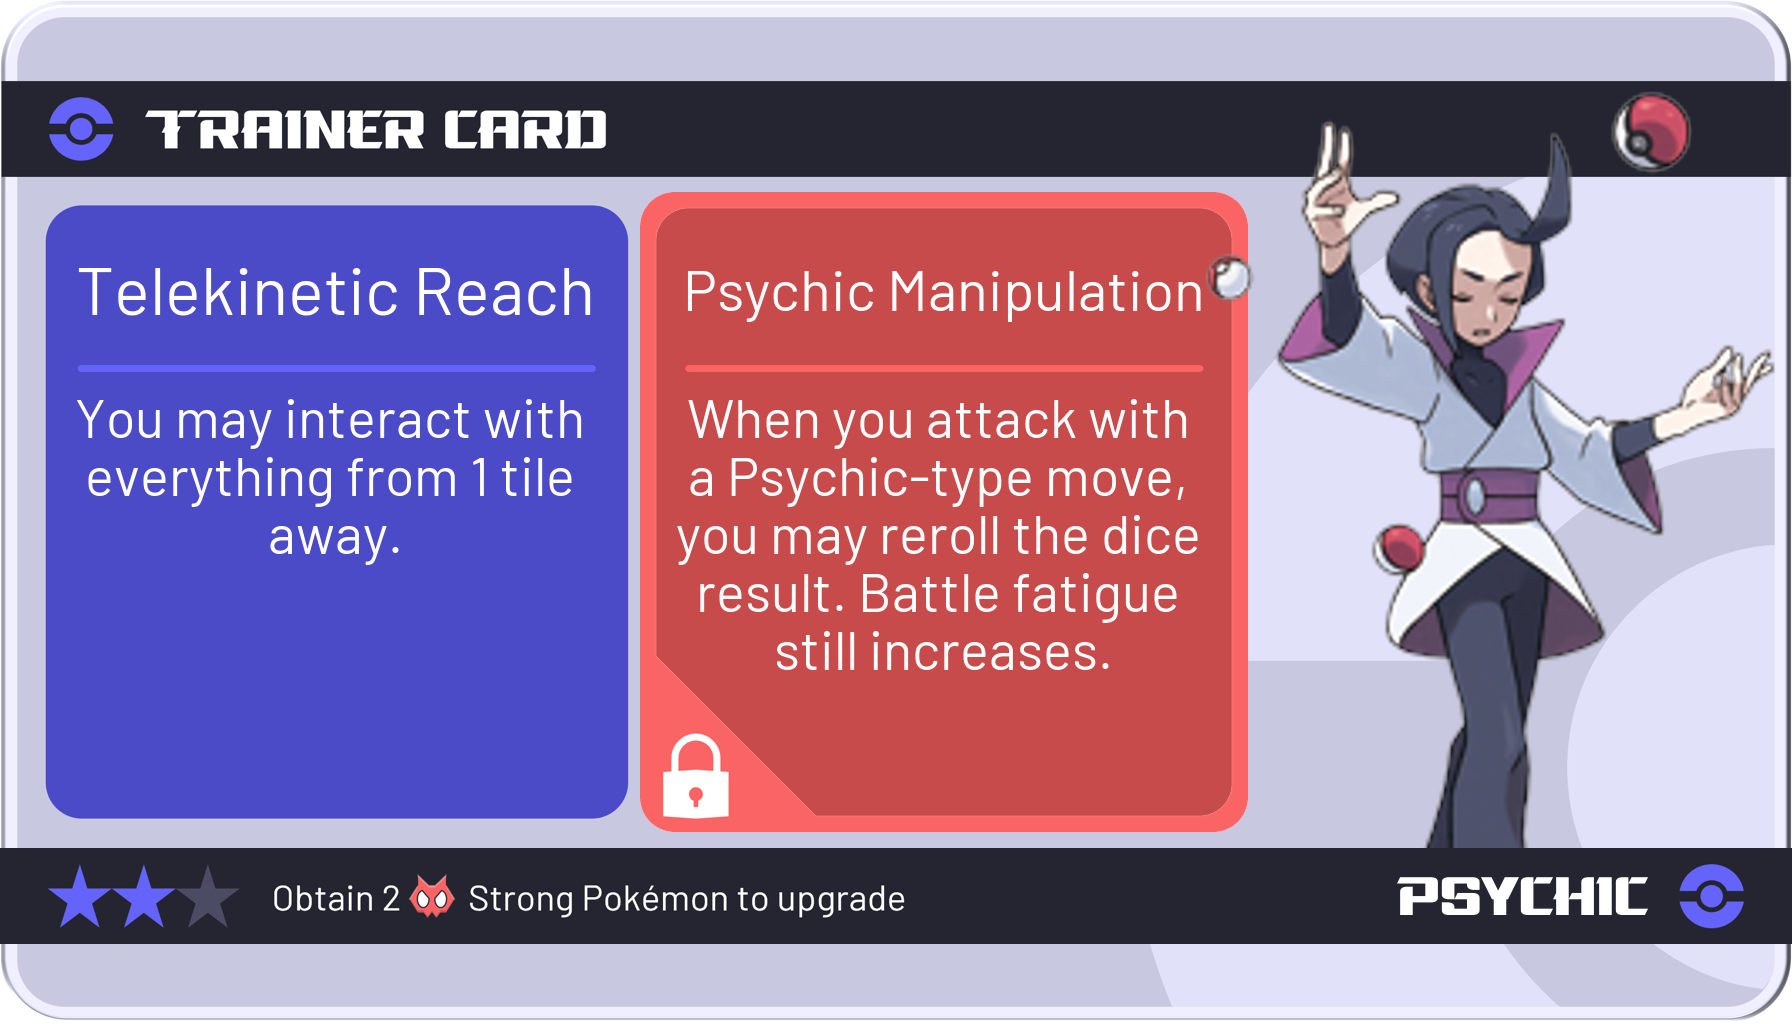 TRAINER CARD
Telekinetic Reach
You may interact with
everything from 1 tile
away.
Psychic Manipulation
When you attack with
a Psychic-type move,
you may reroll the dice
result. Battle fatigue
still increases.
Obtain 2 Strong Pokémon to upgrade
PSYCHIC